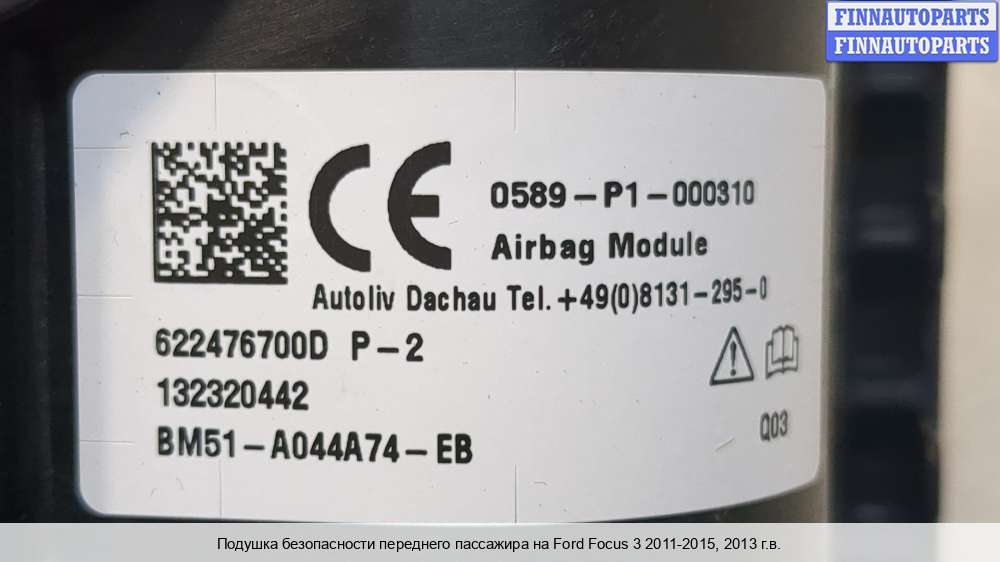 FINNAUTOPARTS
FINNAUTOPARTS
CE
0589-P1-000310
Airbag Module
Autoliv Dachau Tel.+49(0)8131-295-0
622476700D P-2
132320442
BM51-A044A74-EB
Q03
Подушка безопасности переднего пассажира на Ford Focus 3 2011-2015, 2013 г.в.